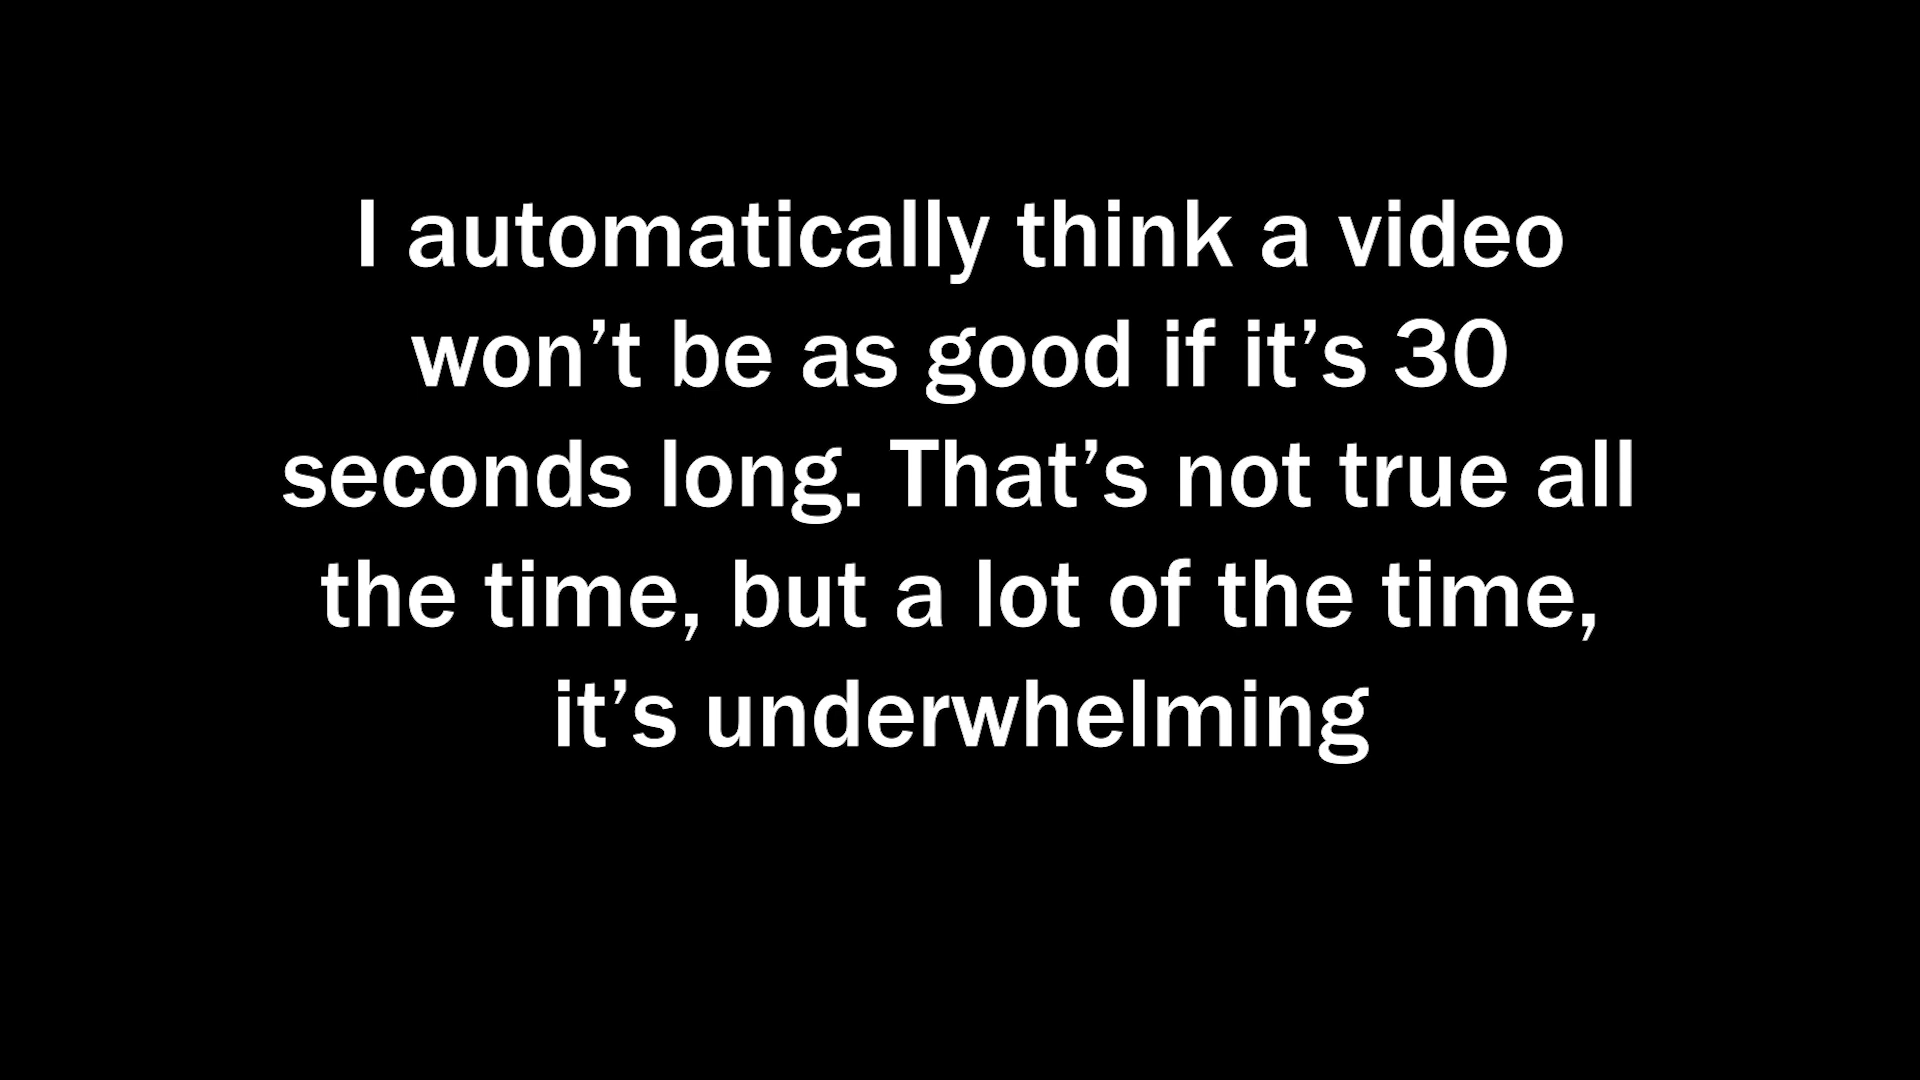 I automatically think a video
won’t be as good if it’s 30
seconds long. That’s not true all
the time, but a lot of the time,
it’s underwhelming